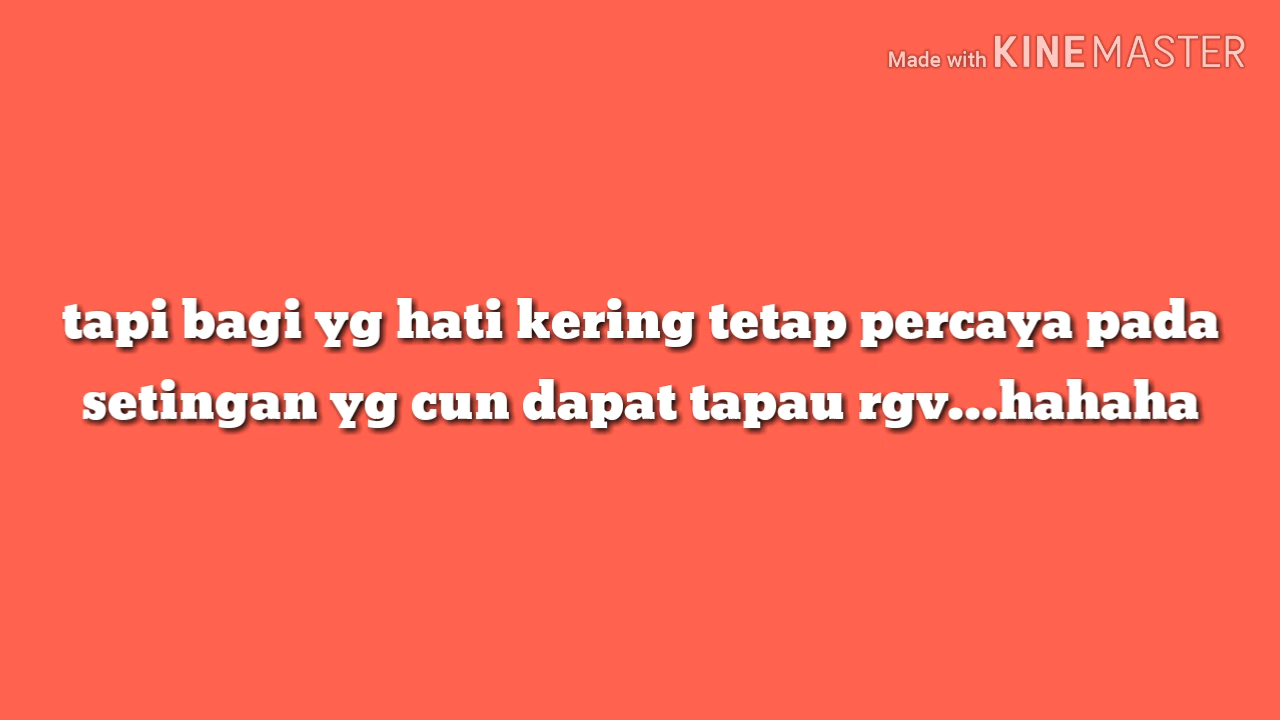 Made with KINEMASTER
tapi bagi yg hati kering tetap percaya pada
setingan yg cun dapat tapau rgv...hahaha